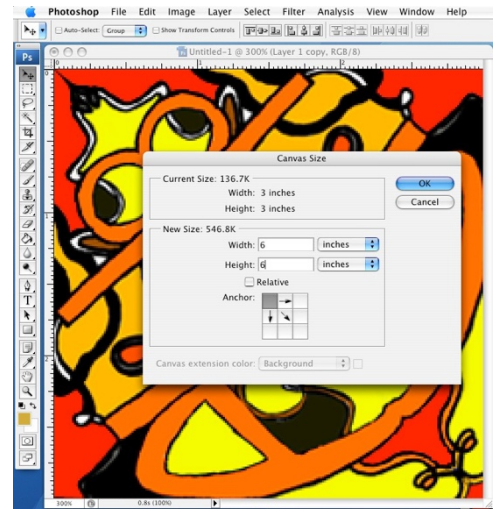 Photoshop File Edit Image Layer Select Filter Analysis View Window Help
Auto-Select: Group Show Transform Controls
Ps
Untitled-1 @ 300% (Layer 1 copy, RGB/8)
Canvas Size
Current Size: 136.7K
Width: 3 inches
Height: 3 inches
OK
Cancel
New Size: 546.8K
Width: 6 inches
Height: 6 inches
Relative
Anchor:
Canvas extension color: Background
300% 0.8s (100%)